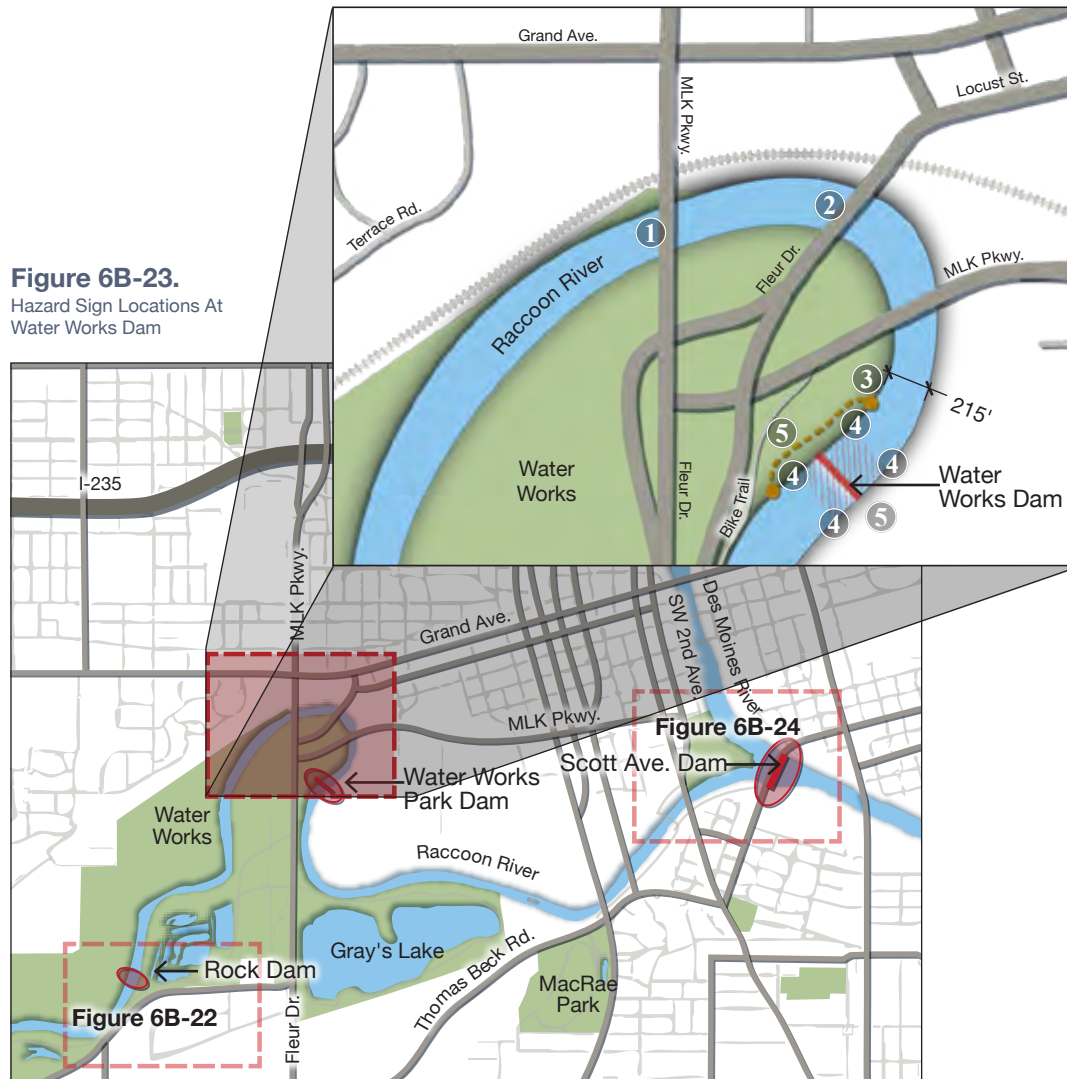 Grand Ave.
MLK Pkwy.
Locust St.
Terrace Rd.
1
2
Raccoon River
Fleur Dr.
MLK Pkwy.
Figure 6B-23.
Hazard Sign Locations At
Water Works Dam
3
215'
4
5
4
4
Water
Works Dam
Water
Works
Fleur Dr.
Bike Trail
4
5
I-235
MLK Pkwy.
Grand Ave.
SW 2nd Ave.
Des Moines River
MLK Pkwy.
Figure 6B-24
Scott Ave. Dam
Water Works
Park Dam
Water
Works
Raccoon River
Rock Dam
Gray's Lake
Thomas Beck Rd.
MacRae
Park
Figure 6B-22
Fleur Dr.